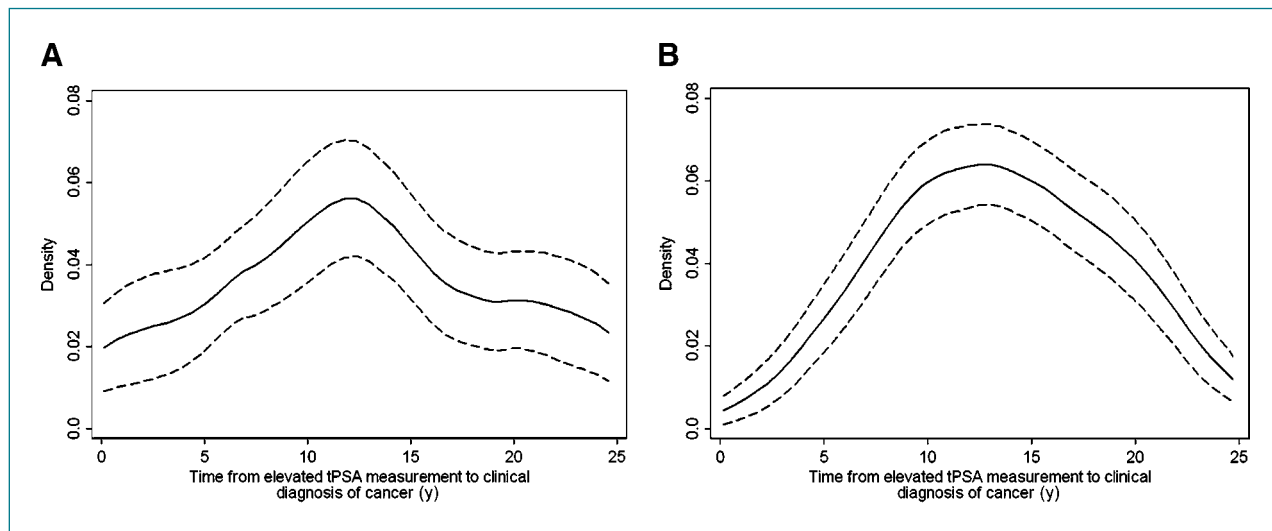 A
0.08
0.06
0.04
0.02
0.0
Density
0 5 10 15 20 25
Time from elevated tPSA measurement to clinical
diagnosis of cancer (y)
B
0.08
0.06
0.04
0.02
0.0
Density
0 5 10 15 20 25
Time from elevated tPSA measurement to clinical
diagnosis of cancer (y)